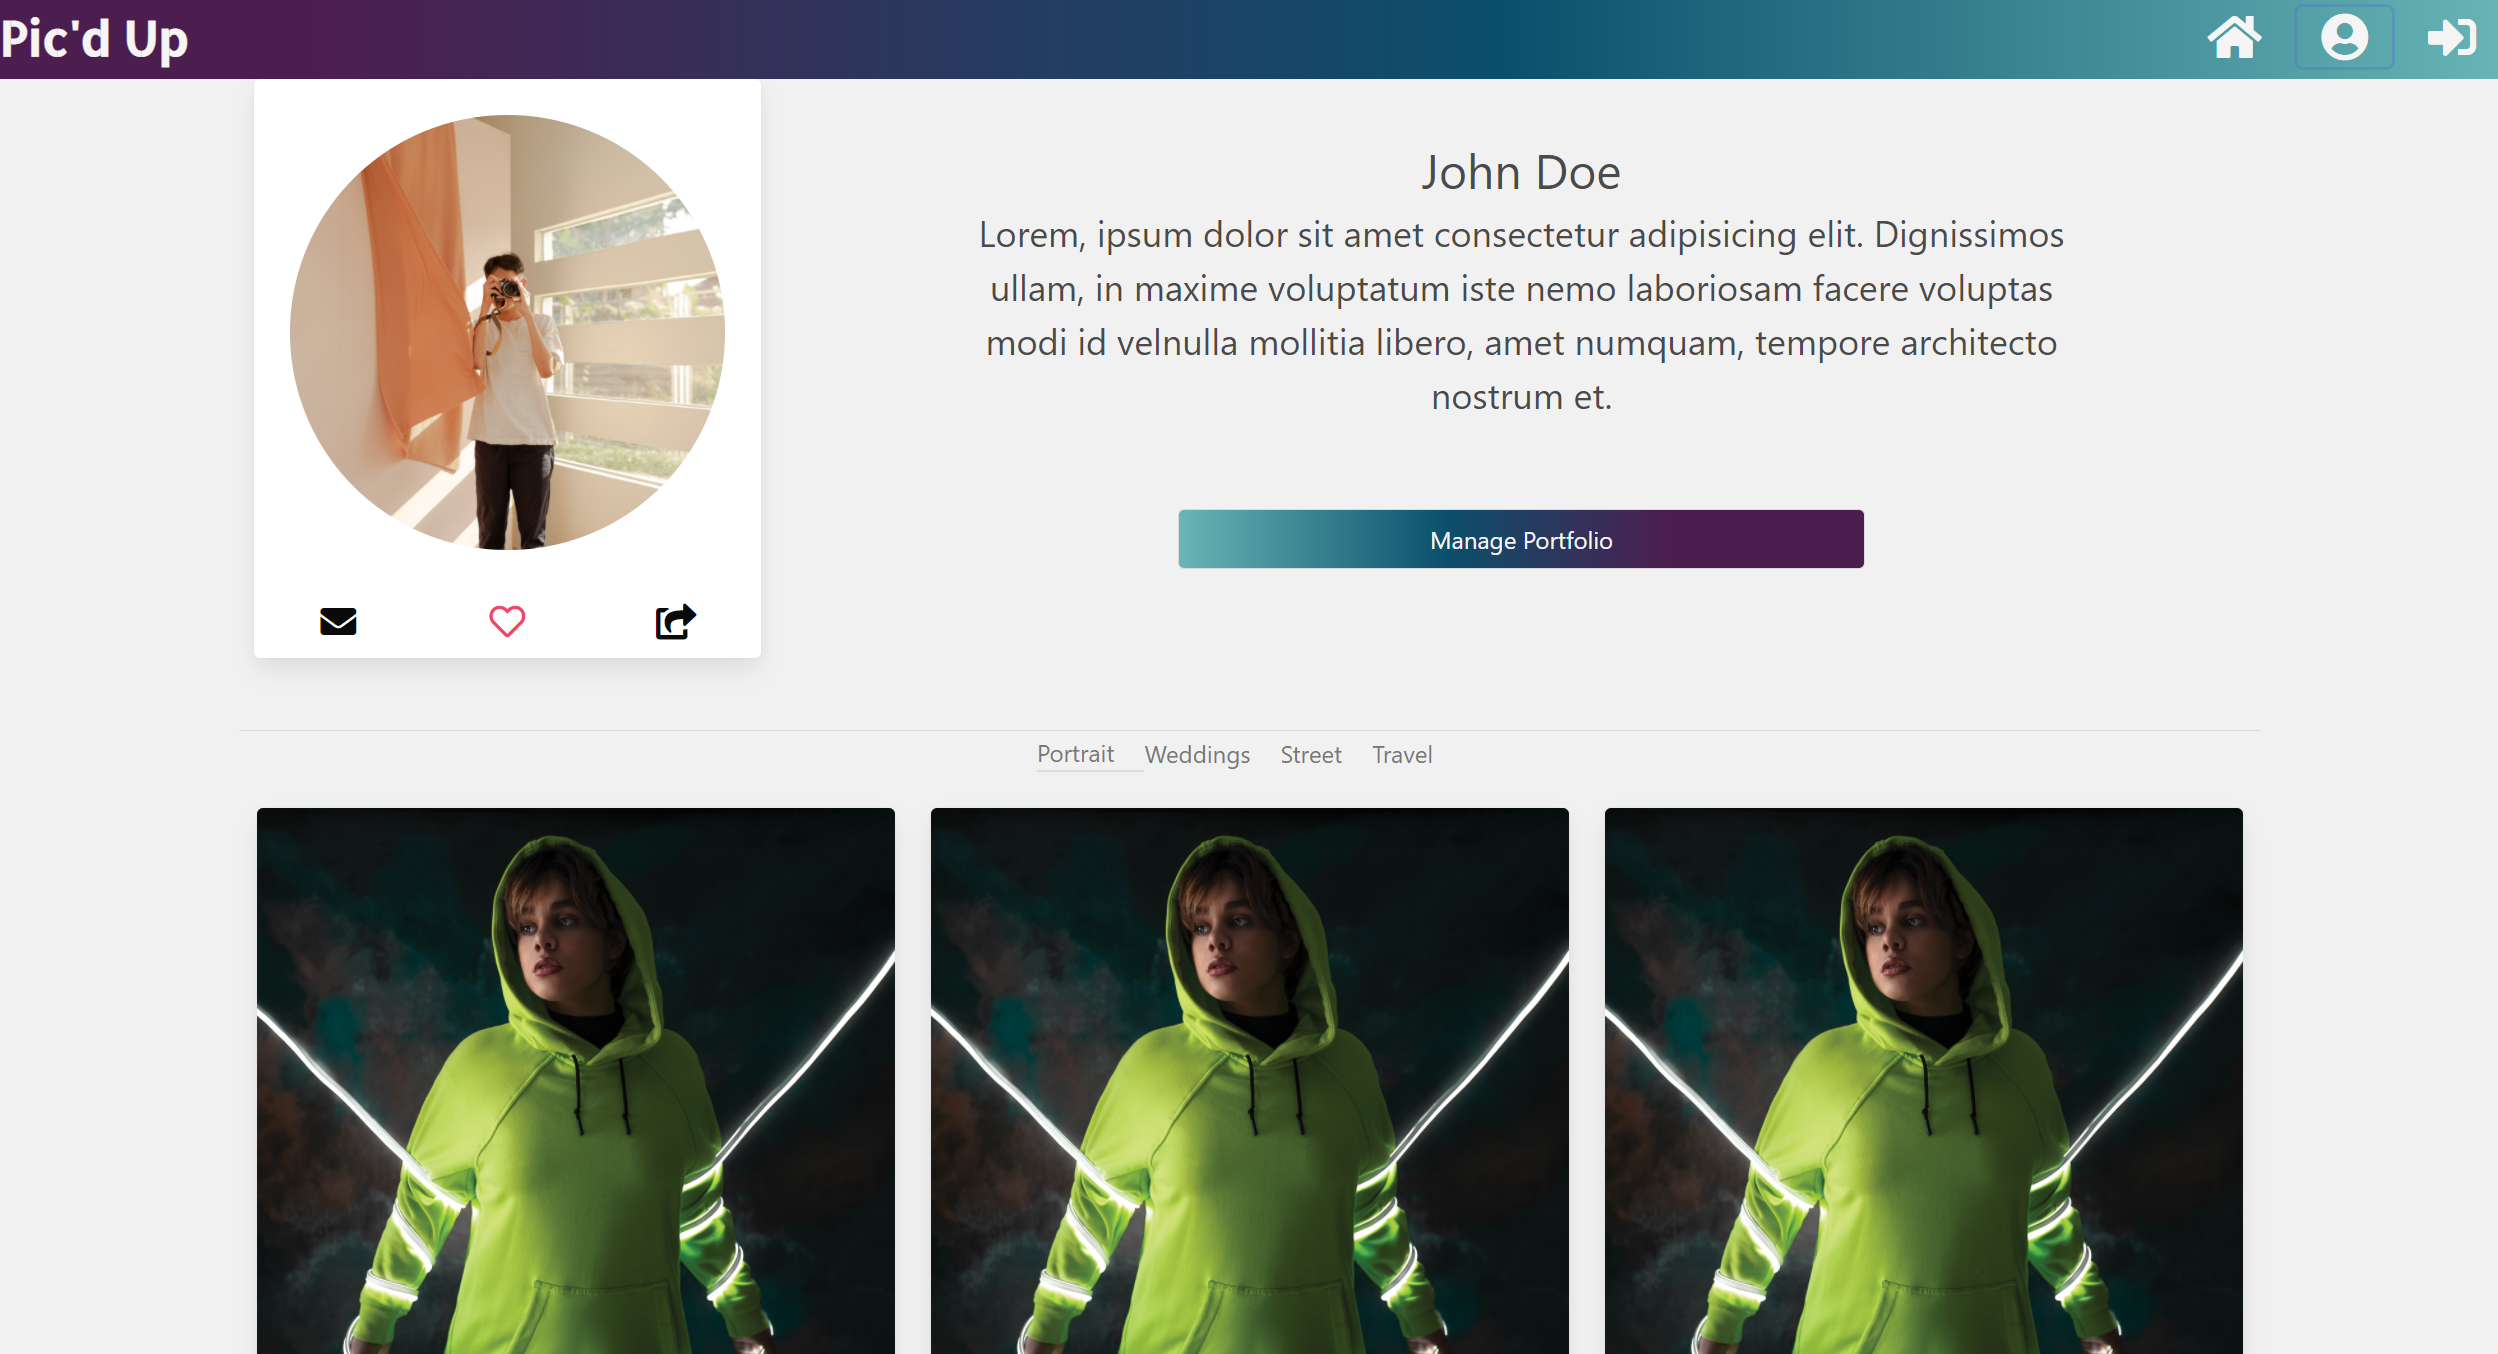 Pic'd Up
John Doe
Lorem, ipsum dolor sit amet consectetur adipisicing elit. Dignissimos
ullam, in maxime voluptatum iste nemo laboriosam facere voluptas
modi id velnulla mollitia libero, amet numquam, tempore architecto
nostrum et.
Manage Portfolio
Portrait Weddings Street Travel